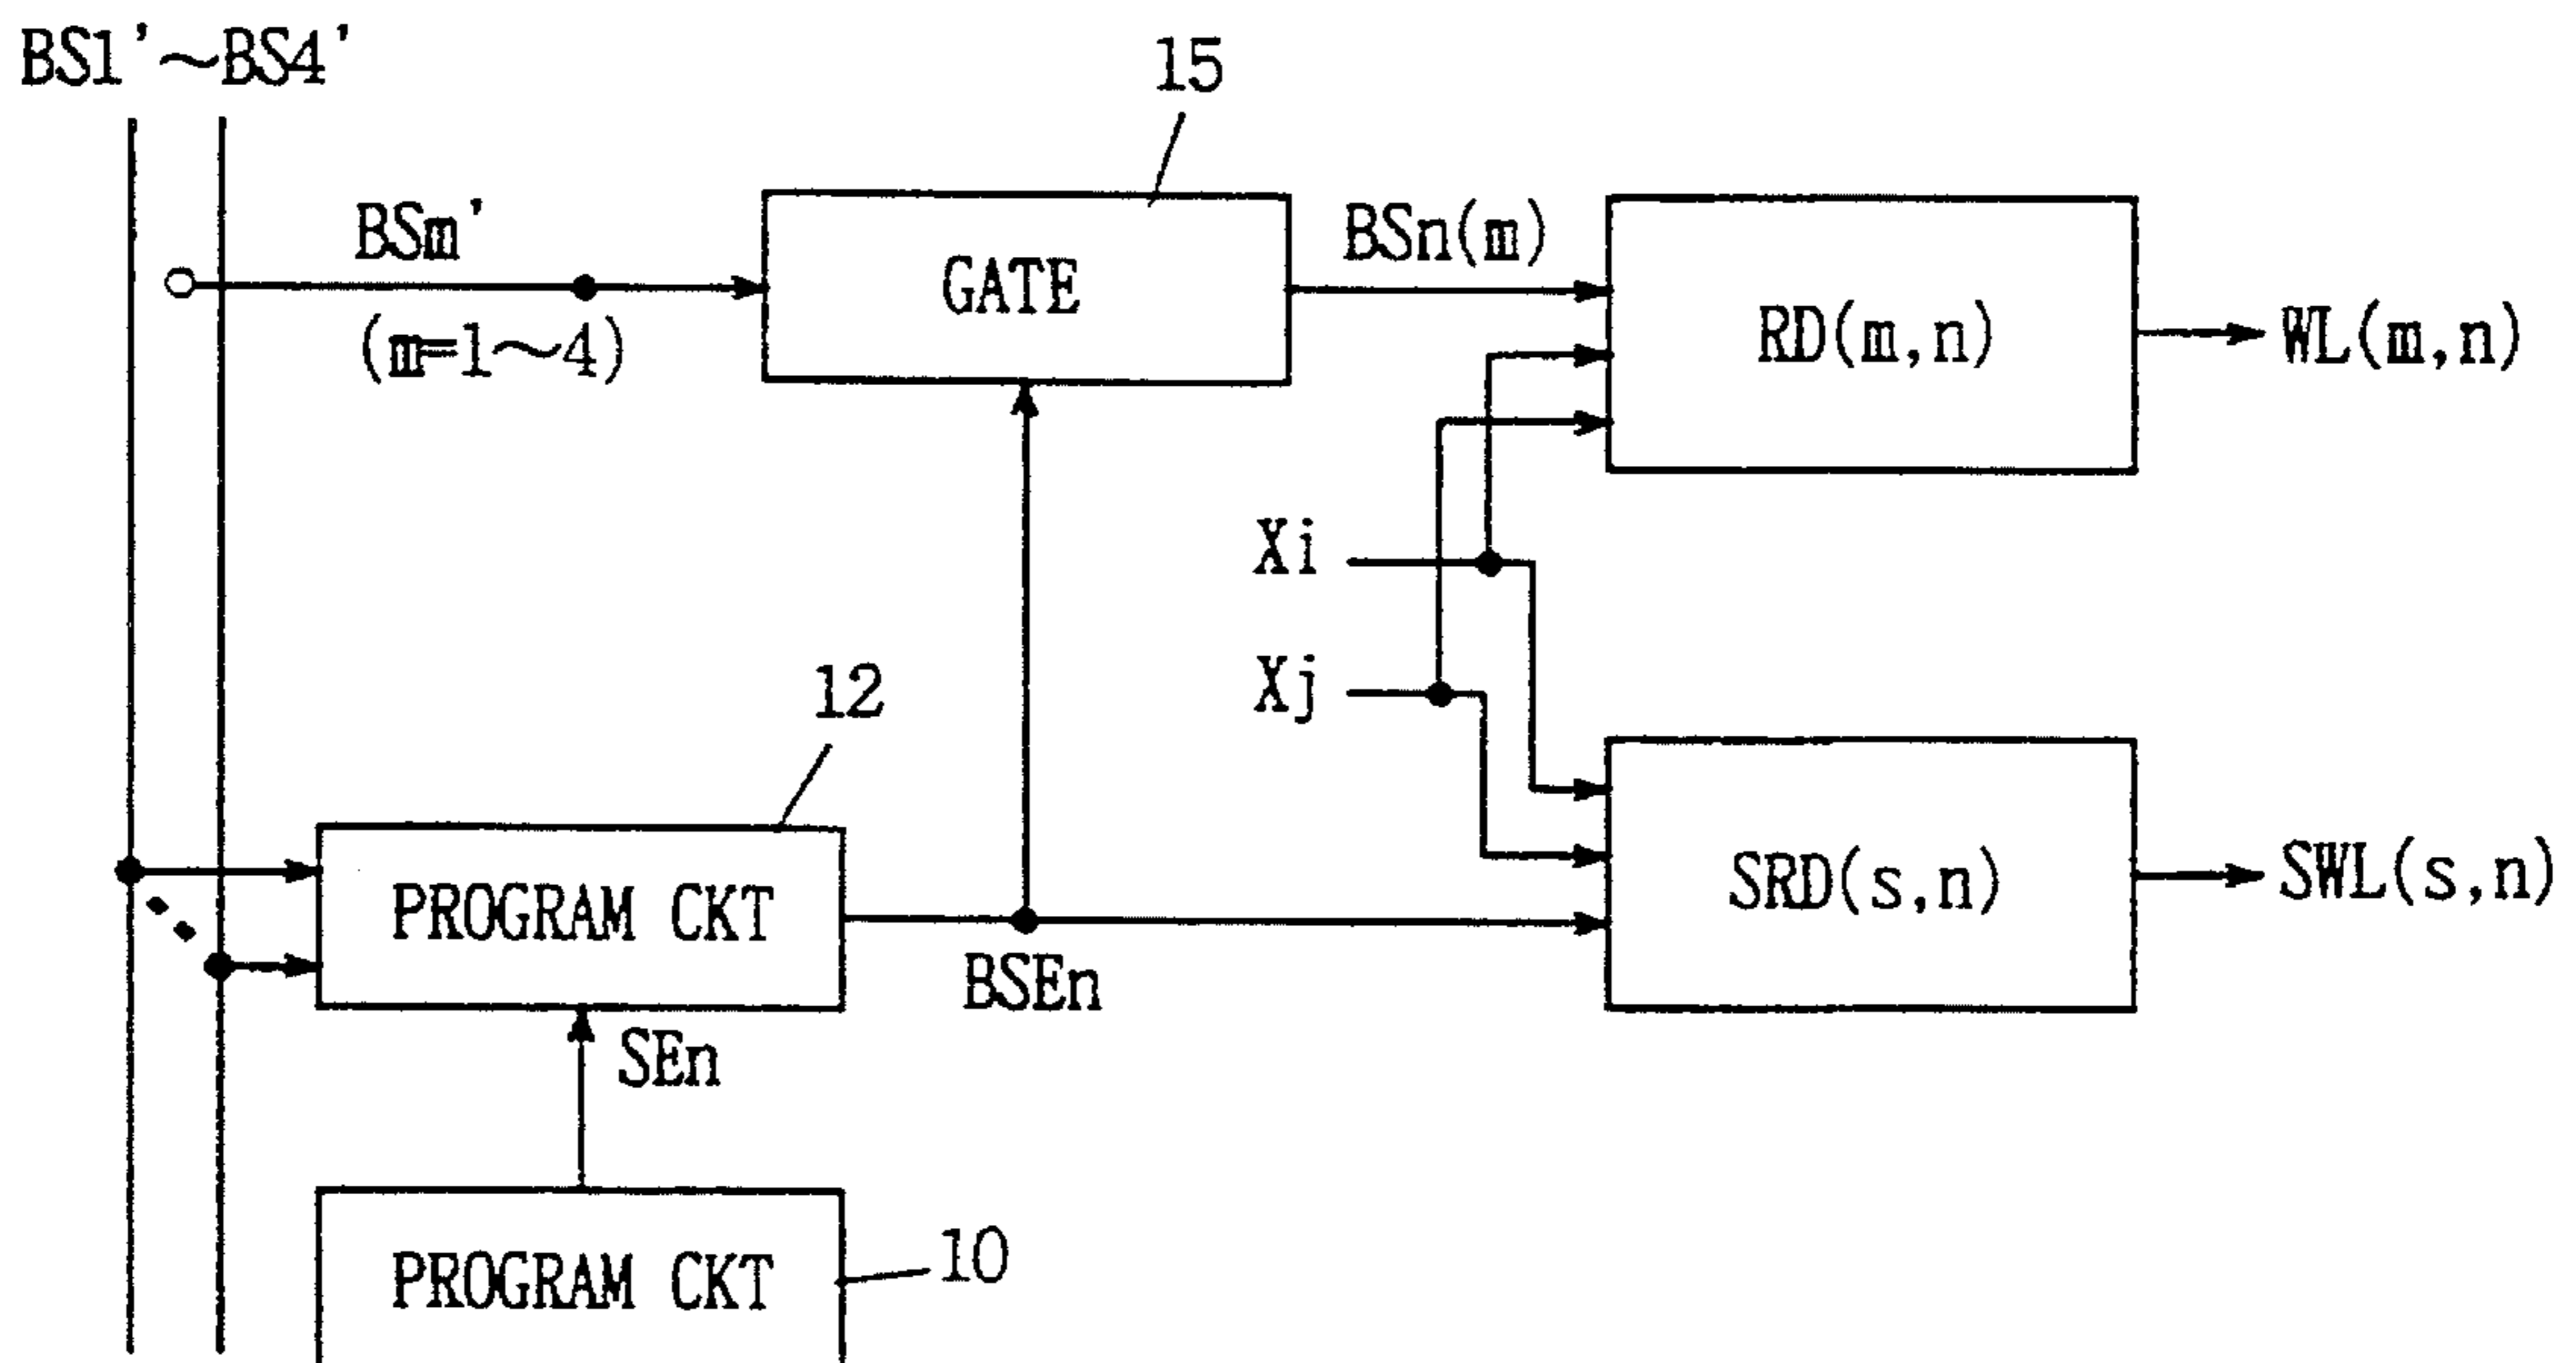 BS1'~BS4'
15
BSm'
(m=1~4)
GATE
BSn(m)
RD(m,n)
WL(m,n)
Xi
Xj
12
PROGRAM CKT
BSEn
SRD(s,n)
SWL(s,n)
SEn
PROGRAM CKT
10